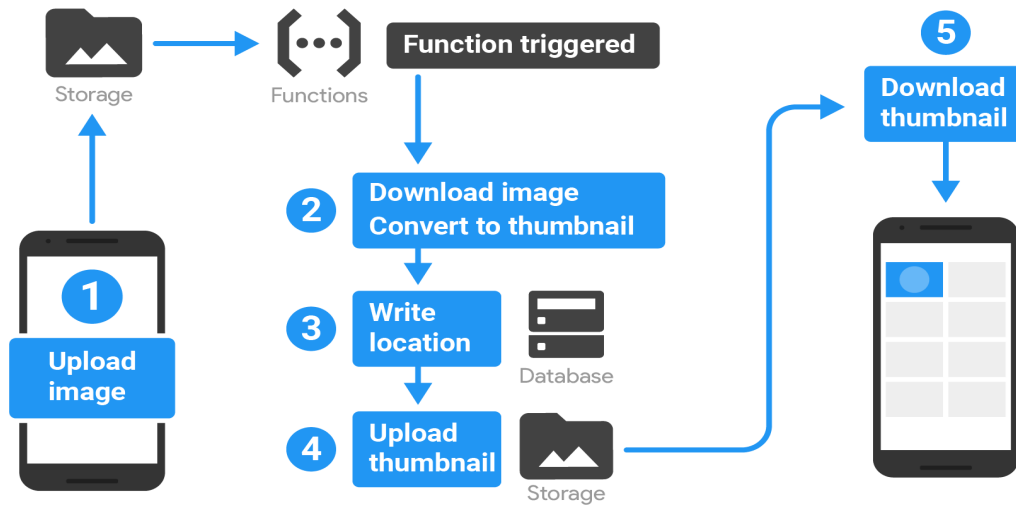 Storage
Functions
Function triggered
1
Upload
image
2
Download image
Convert to thumbnail
3
Write
location
Database
4
Upload
thumbnail
Storage
5
Download
thumbnail